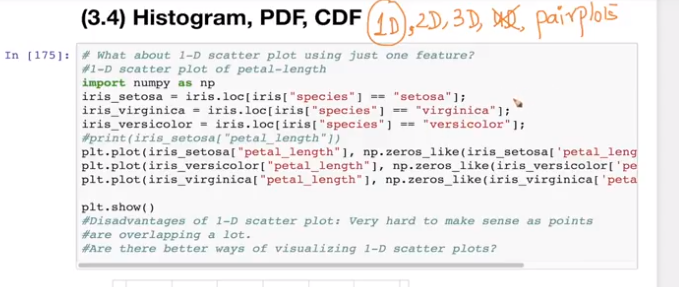 (3.4) Histogram, PDF, CDF 1D, 2D, 3D, pairplots
In [175]: # What about 1-D scatter plot using just one feature?
#1-D scatter plot of petal-length
import numpy as np
iris_setosa = iris.loc[iris["species"] == "setosa"];
iris_virginica = iris.loc[iris["species"] == "virginica"];
iris_versicolor = iris.loc[iris["species"] == "versicolor"];
#print(iris_setosa["petal_length"])
plt.plot(iris_setosa["petal_length"], np.zeros_like(iris_setosa['petal_leng
plt.plot(iris_versicolor["petal_length"], np.zeros_like(iris_versicolor['pe
plt.plot(iris_virginica["petal_length"], np.zeros_like(iris_virginica['peta
plt.show()
#Disadvantages of 1-D scatter plot: Very hard to make sense as points
#are overlapping a lot.
#Are there better ways of visualizing 1-D scatter plots?